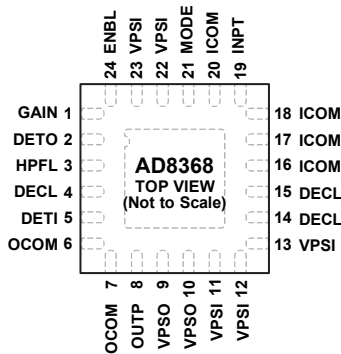 24 ENBL
23 VPSI
22 VPSI
21 MODE
20 ICOM
19 INPT
GAIN 1
DETO 2
HPFL 3
DECL 4
DETI 5
OCOM 6
AD8368
TOP VIEW
(Not to Scale)
18 ICOM
17 ICOM
16 ICOM
15 DECL
14 DECL
13 VPSI
OCOM 7
OUTP 8
VPSO 9
VPSO 10
VPSI 11
VPSI 12